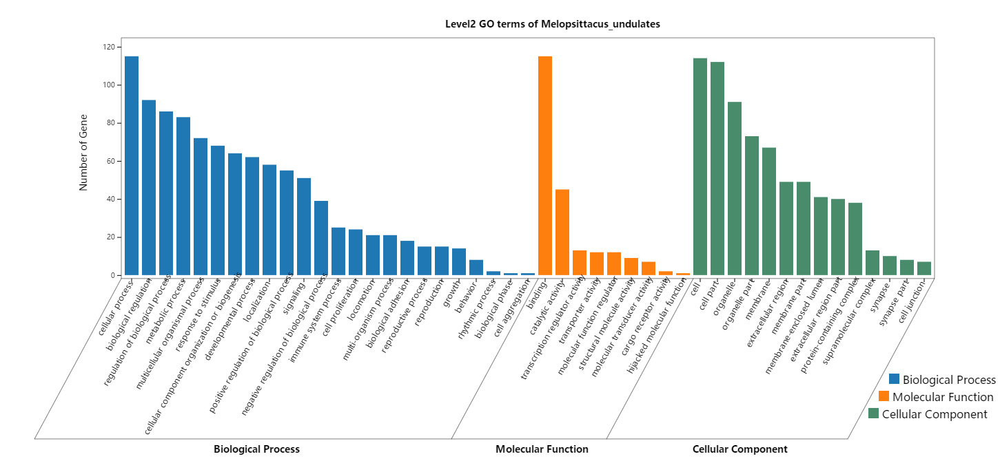 Level2 GO terms of Melopsittacus_undulates
Number of Gene
120
100
80
60
40
20
0
cellular process
biological regulation
regulation of biological process
metabolic process
multicellular organismal process
response to stimulus
cellular component organization or biogenesis
developmental process
localization
positive regulation of biological process
signaling
negative regulation of biological process
immune system process
cell proliferation
locomotion
multi-organism process
biological adhesion
reproductive process
reproduction
growth
behavior
rhythmic process
biological phase
cell aggregation
binding
catalytic activity
transcription regulator activity
transporter activity
molecular function regulator
structural molecule activity
molecular transducer activity
cargo receptor activity
hijacked molecular function
cell
cell part
organelle
organelle part
membrane
extracellular region
membrane part
membrane-enclosed lumen
extracellular region part
protein-containing complex
supramolecular complex
synapse
synapse part
cell junction
Biological Process
Molecular Function
Cellular Component
Biological Process
Molecular Function
Cellular Component